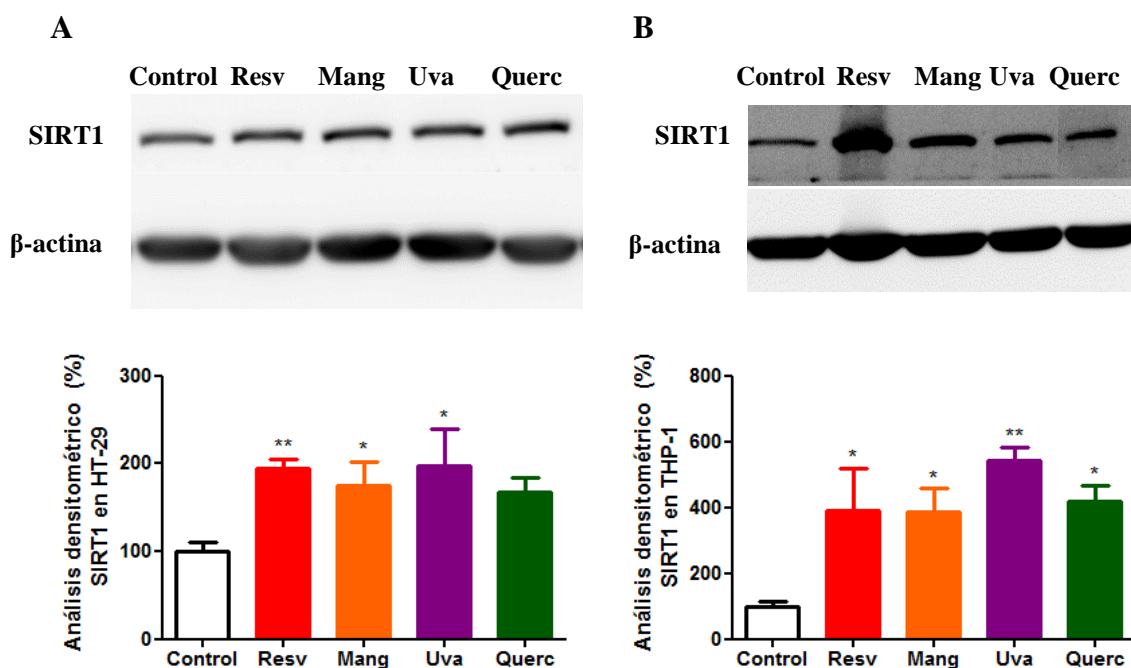 A
Control Resv Mang Uva Querc
SIRT1
β-actina
Análisis densitométrico (%)
SIRT1 en HT-29
300
200
100
0
**
*
*
Control Resv Mang Uva Querc
B
Control Resv Mang Uva Querc
SIRT1
β-actina
Análisis densitométrico (%)
SIRT1 en THP-1
800
600
400
200
0
*
*
**
*
Control Resv Mang Uva Querc